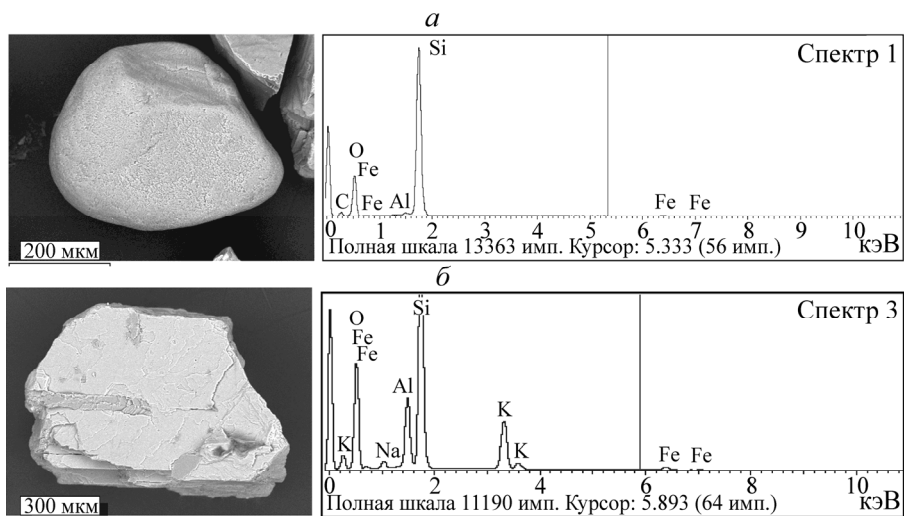 а
Si
Спектр 1
O
Fe
C Fe Al Fe Fe
0 1 2 3 4 5 6 7 8 9 10
200 мкм
Полная шкала 13363 имп. Курсор: 5.333 (56 имп.) кэВ
б
Si
Спектр 3
O
Fe
Fe
Al
K
K Na K Fe Fe
0 2 4 6 8 10
300 мкм
Полная шкала 11190 имп. Курсор: 5.893 (64 имп.) кэВ